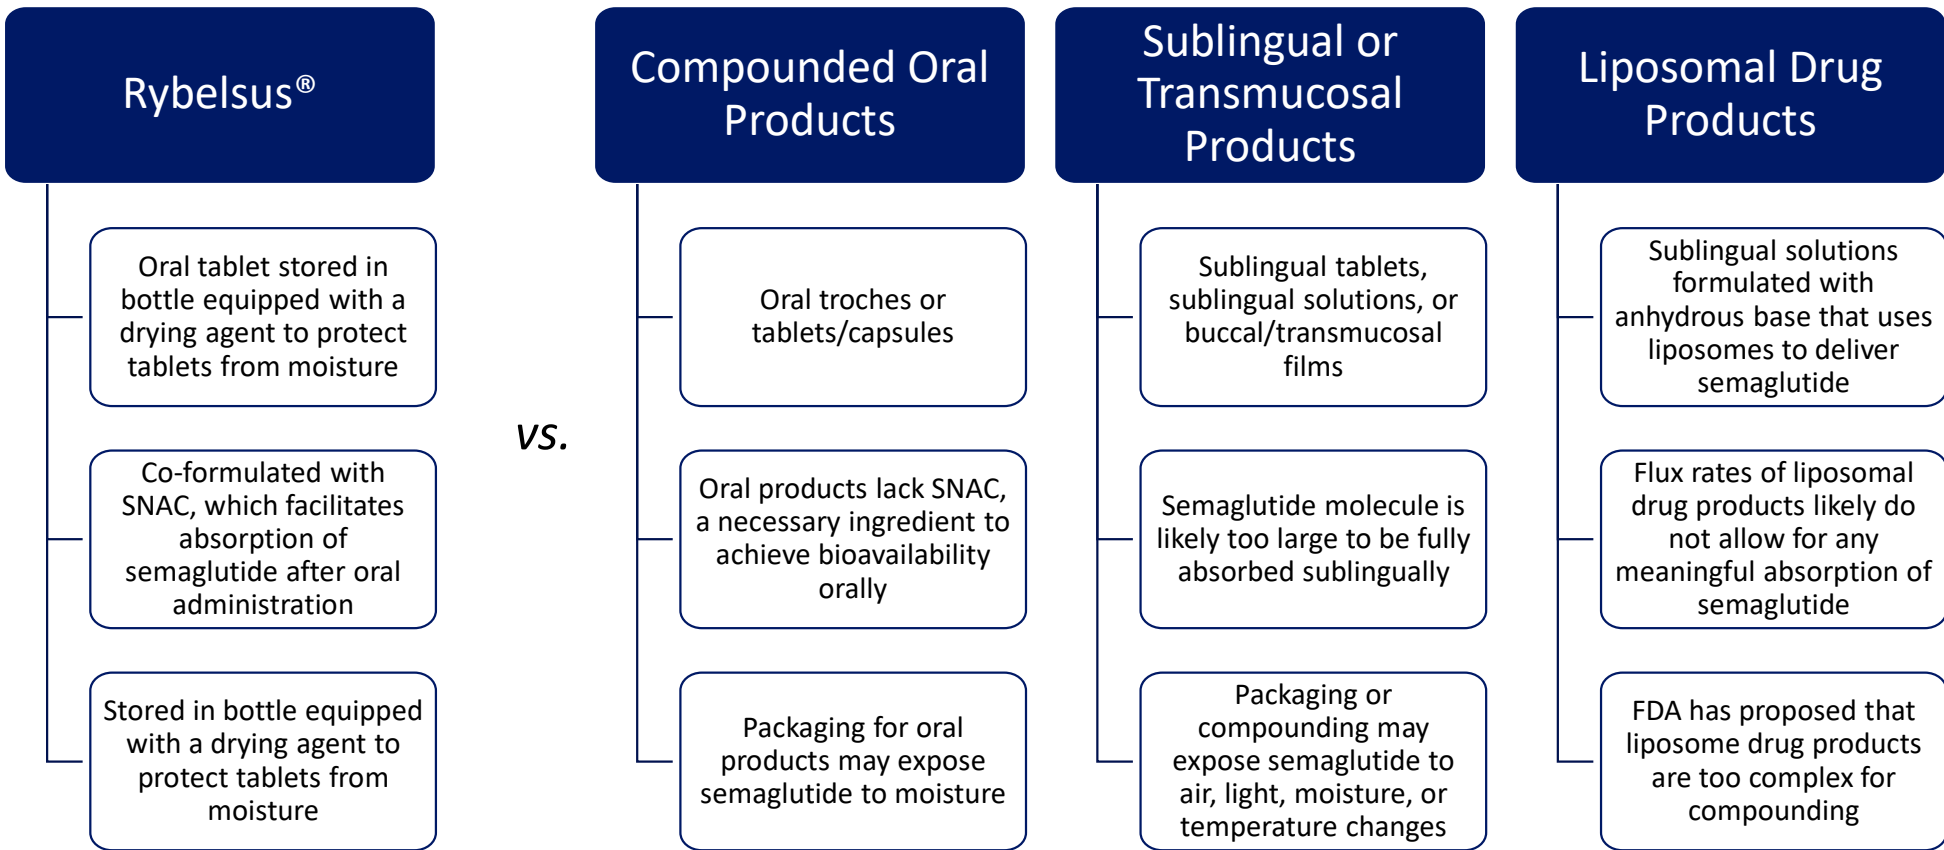 Rybelsus®
Oral tablet stored in
bottle equipped with a
drying agent to protect
tablets from moisture
Co-formulated with
SNAC, which facilitates
absorption of
semaglutide after oral
administration
Stored in bottle equipped
with a drying agent to
protect tablets from
moisture
vs.
Compounded Oral
Products
Oral troches or
tablets/capsules
Oral products lack SNAC,
a necessary ingredient to
achieve bioavailability
orally
Packaging for oral
products may expose
semaglutide to moisture
Sublingual or
Transmucosal
Products
Sublingual tablets,
sublingual solutions, or
buccal/transmucosal
films
Semaglutide molecule is
likely too large to be fully
absorbed sublingually
Packaging or
compounding may
expose semaglutide to
air, light, moisture, or
temperature changes
Liposomal Drug
Products
Sublingual solutions
formulated with
anhydrous base that uses
liposomes to deliver
semaglutide
Flux rates of liposomal
drug products likely do
not allow for any
meaningful absorption of
semaglutide
FDA has proposed that
liposome drug products
are too complex for
compounding